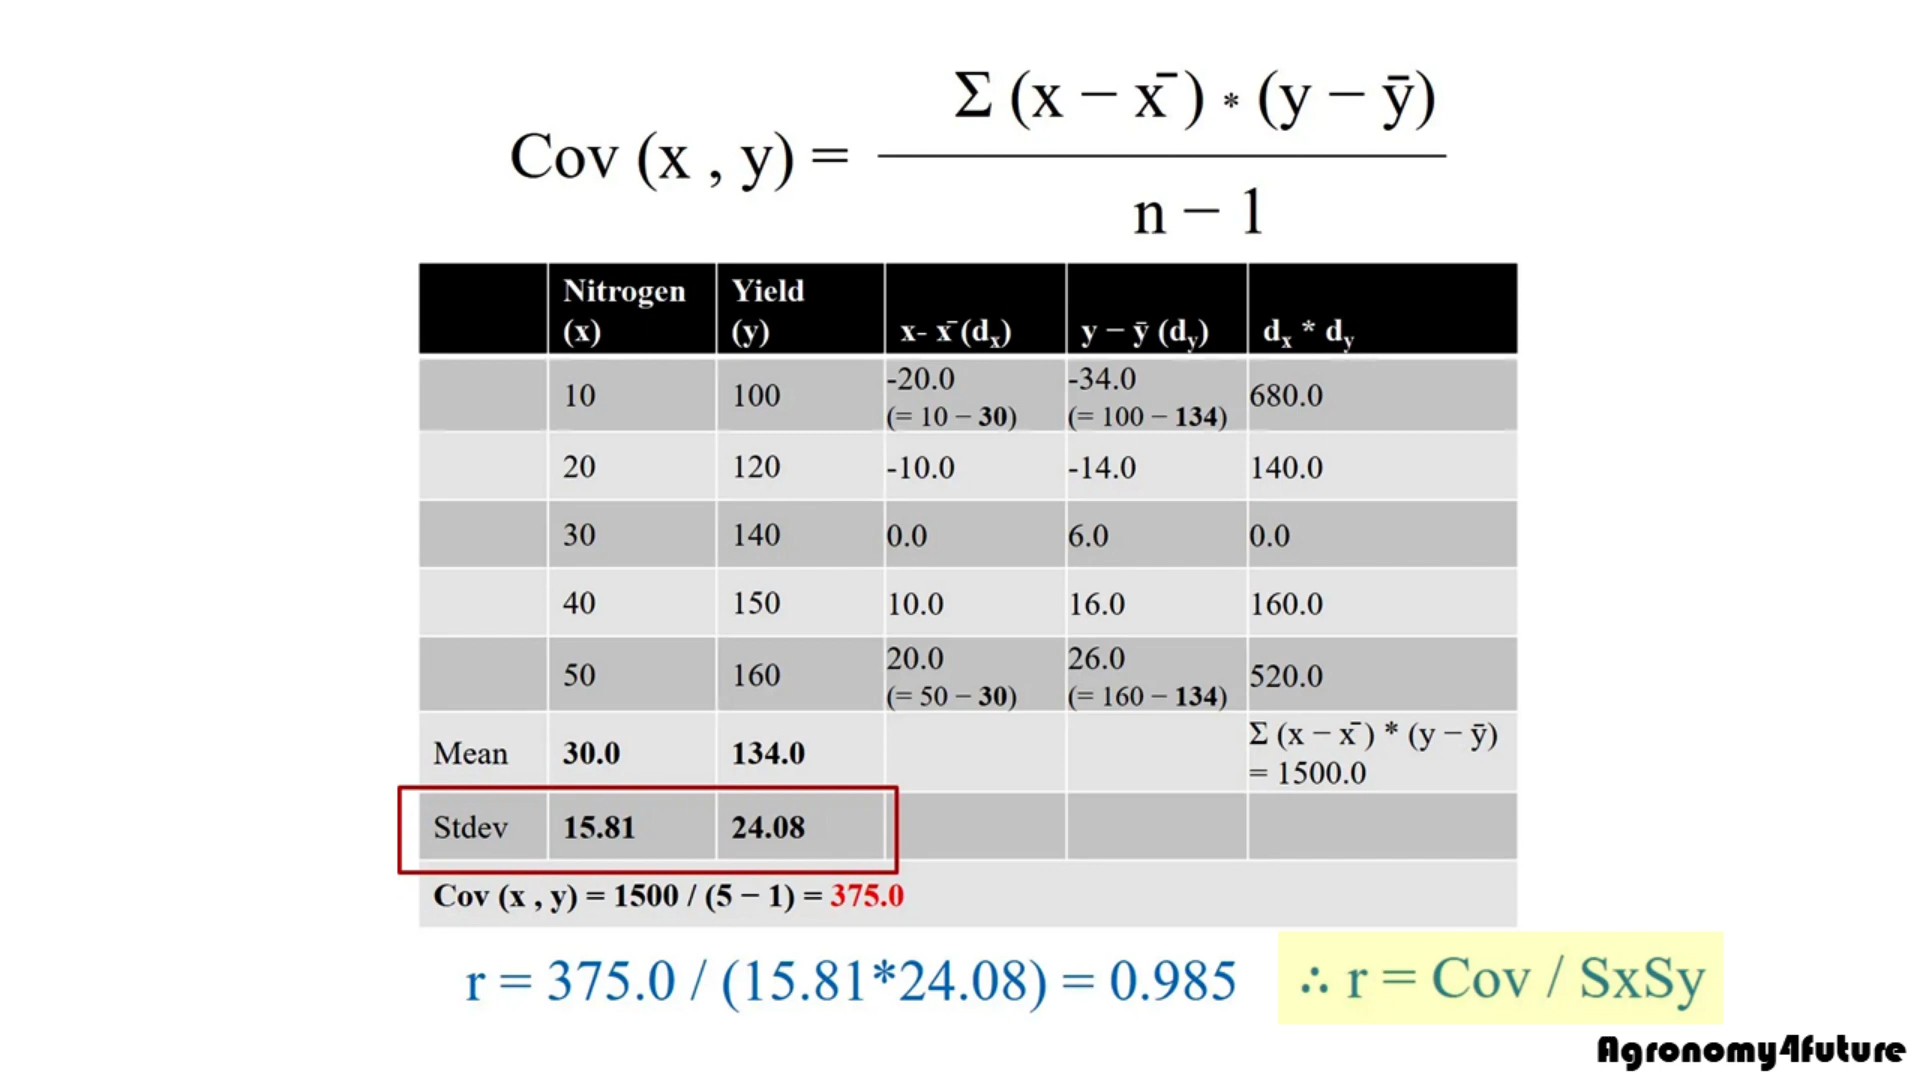 Σ (x − x̄) * (y − ȳ)
Cov (x , y) =
n − 1
Nitrogen (x) Yield (y) x- x̄ (dx) y − ȳ (dy) dx * dy
10 100 -20.0 (= 10 − 30) -34.0 (= 100 − 134) 680.0
20 120 -10.0 -14.0 140.0
30 140 0.0 6.0 0.0
40 150 10.0 16.0 160.0
50 160 20.0 (= 50 − 30) 26.0 (= 160 − 134) 520.0
Mean 30.0 134.0 Σ (x − x̄) * (y − ȳ) = 1500.0
Stdev 15.81 24.08
Cov (x , y) = 1500 / (5 − 1) = 375.0
r = 375.0 / (15.81*24.08) = 0.985 ∴ r = Cov / SxSy
Agronomy4future